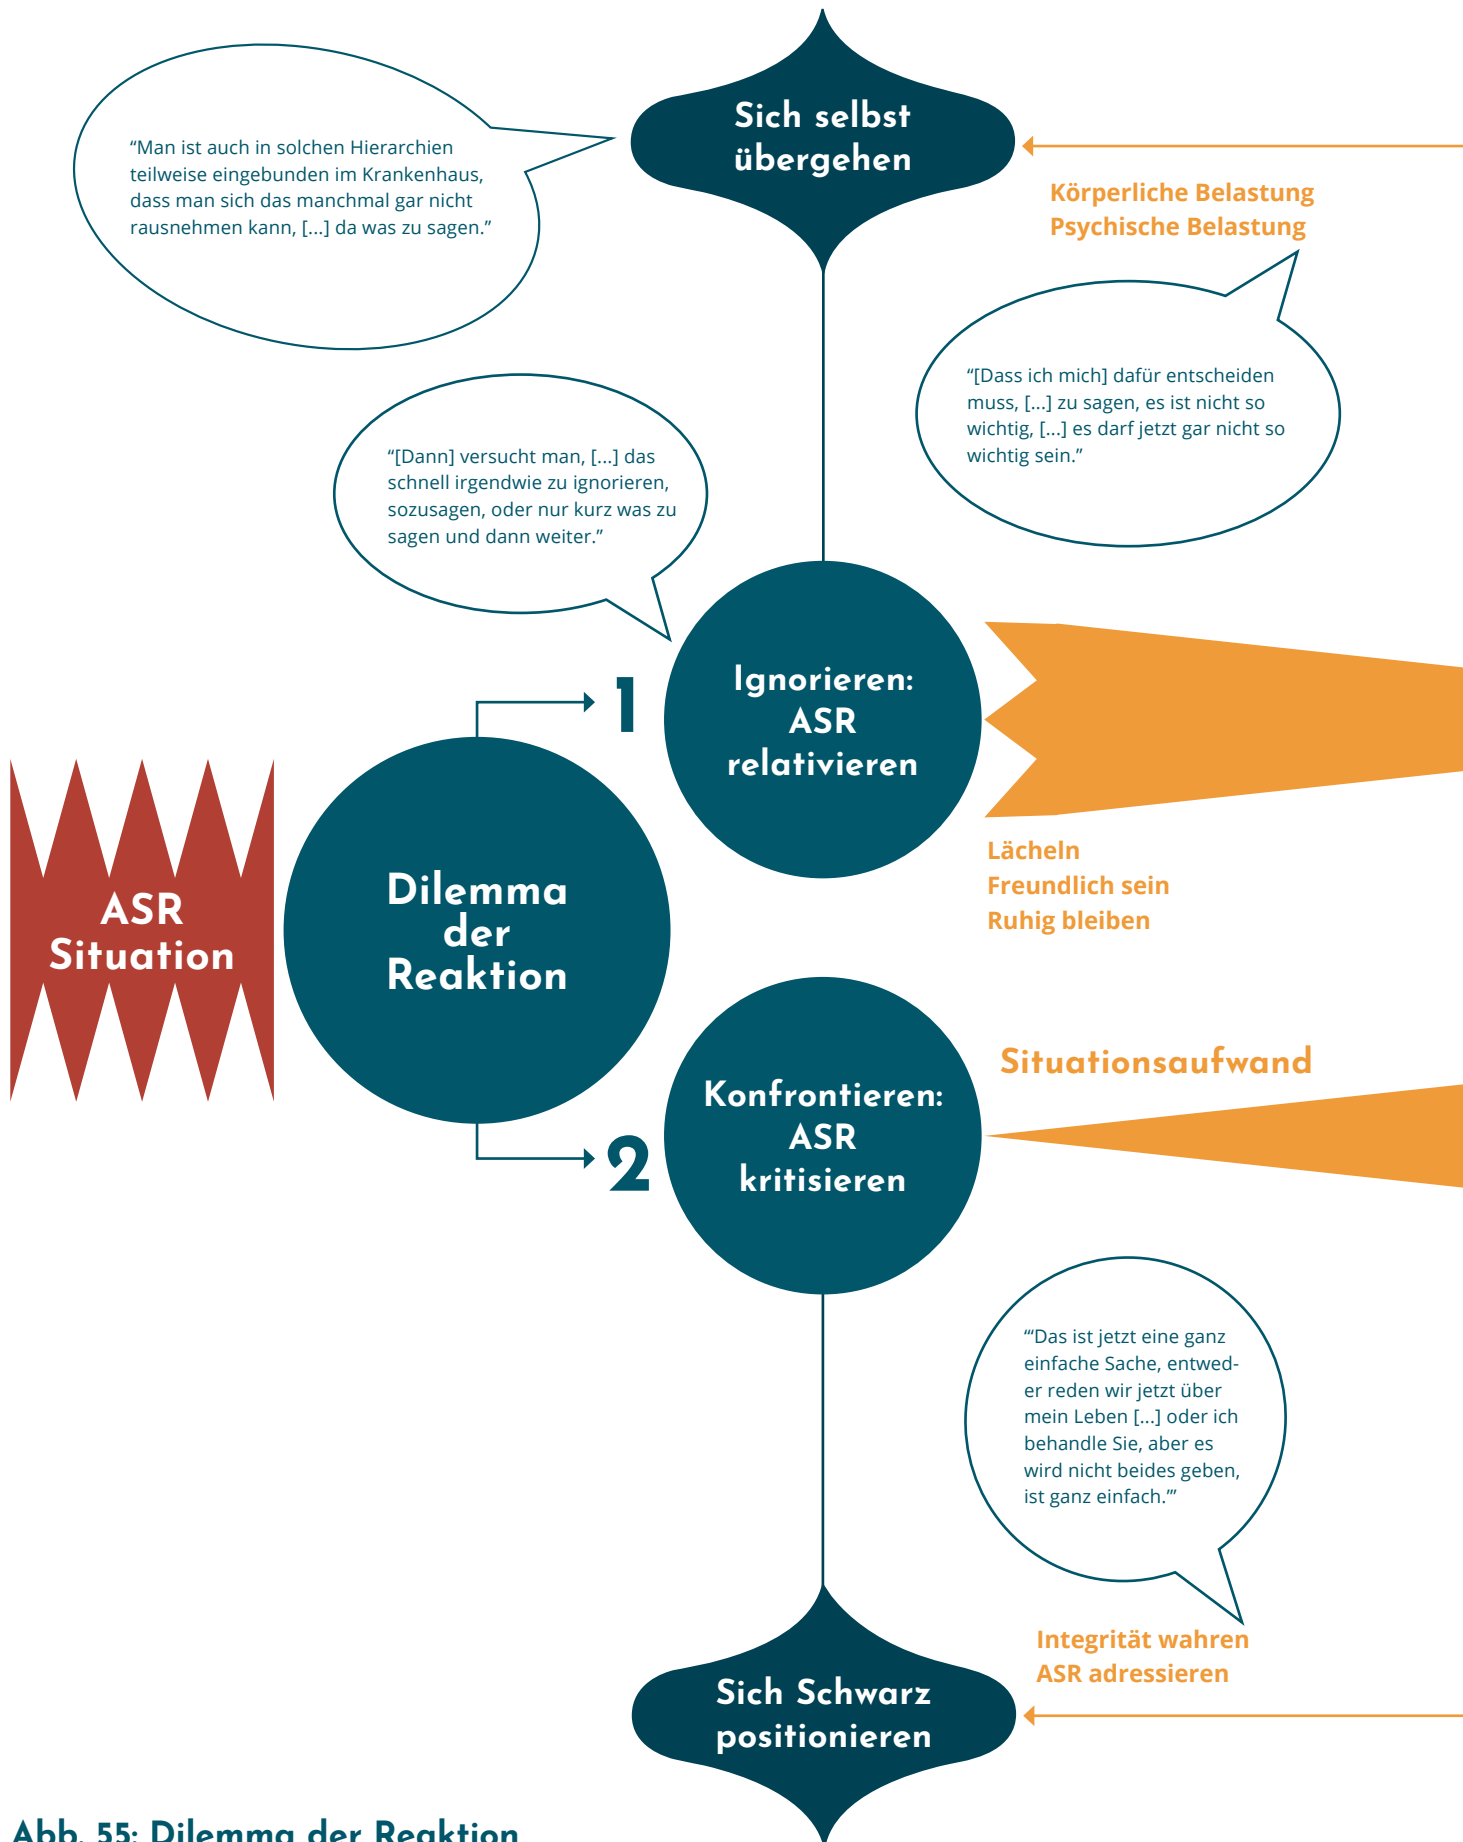 Sich selbst
übergehen
“Man ist auch in solchen Hierarchien
teilweise eingebunden im Krankenhaus,
dass man sich das manchmal gar nicht
rausnehmen kann, [...] da was zu sagen.”
Körperliche Belastung
Psychische Belastung
“[Dass ich mich] dafür entscheiden
muss, [...] zu sagen, es ist nicht so
wichtig, [...] es darf jetzt gar nicht so
wichtig sein.”
“[Dann] versucht man, [...] das
schnell irgendwie zu ignorieren,
sozusagen, oder nur kurz was zu
sagen und dann weiter.”
1
Ignorieren:
ASR
relativieren
Lächeln
Freundlich sein
Ruhig bleiben
ASR
Situation
Dilemma
der
Reaktion
2
Konfrontieren:
ASR
kritisieren
Situationsaufwand
“‘Das ist jetzt eine ganz
einfache Sache, entwed-
er reden wir jetzt über
mein Leben [...] oder ich
behandle Sie, aber es
wird nicht beides geben,
ist ganz einfach.’”
Integrität wahren
ASR adressieren
Sich Schwarz
positionieren
Abb. 55: Dilemma der Reaktion